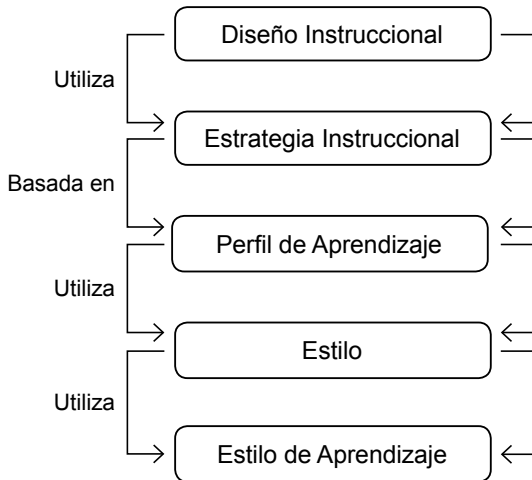 Diseño Instruccional
Utiliza
Estrategia Instruccional
Basada en
Perfil de Aprendizaje
Utiliza
Estilo
Utiliza
Estilo de Aprendizaje